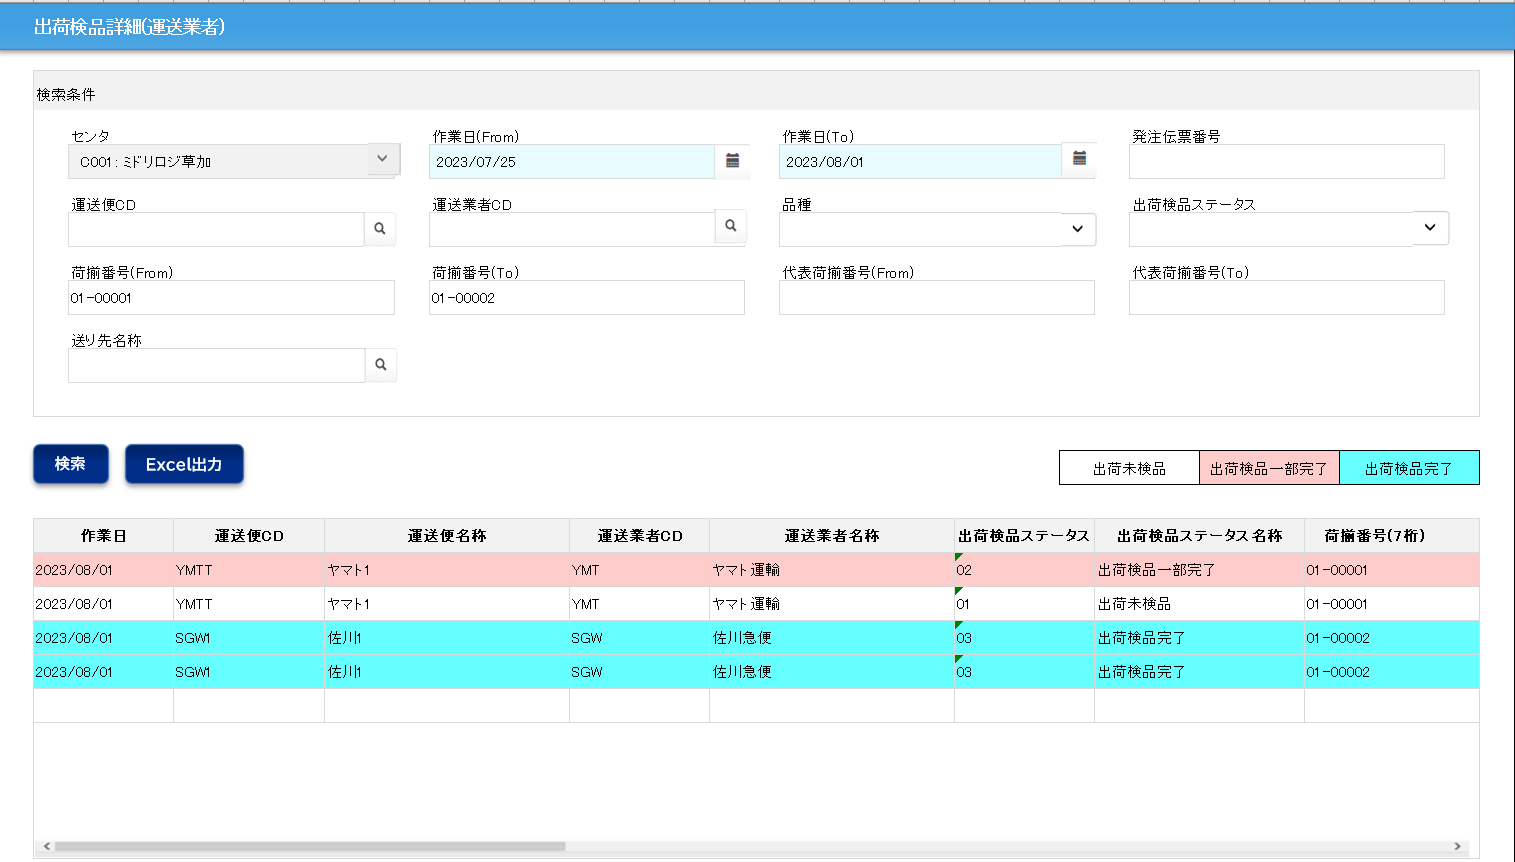 出荷検品詳細(運送業者)
検索条件
センタ 作業日(From) 作業日(To) 発注伝票番号
C001 : ミドリロジ草加 2023/07/25 2023/08/01
運送便CD 運送業者CD 品種 出荷検品ステータス
荷揃番号(From) 荷揃番号(To) 代表荷揃番号(From) 代表荷揃番号(To)
01-00001 01-00002
送り先名称
検索 Excel出力 出荷未検品 出荷検品一部完了 出荷検品完了
作業日 運送便CD 運送便名称 運送業者CD 運送業者名称 出荷検品ステータス 出荷検品ステータス名称 荷揃番号(7桁)
2023/08/01 YMTT ヤマト1 YMT ヤマト運輸 02 出荷検品一部完了 01-00001
2023/08/01 YMTT ヤマト1 YMT ヤマト運輸 01 出荷未検品 01-00001
2023/08/01 SGW1 佐川1 SGW 佐川急便 03 出荷検品完了 01-00002
2023/08/01 SGW1 佐川1 SGW 佐川急便 03 出荷検品完了 01-00002